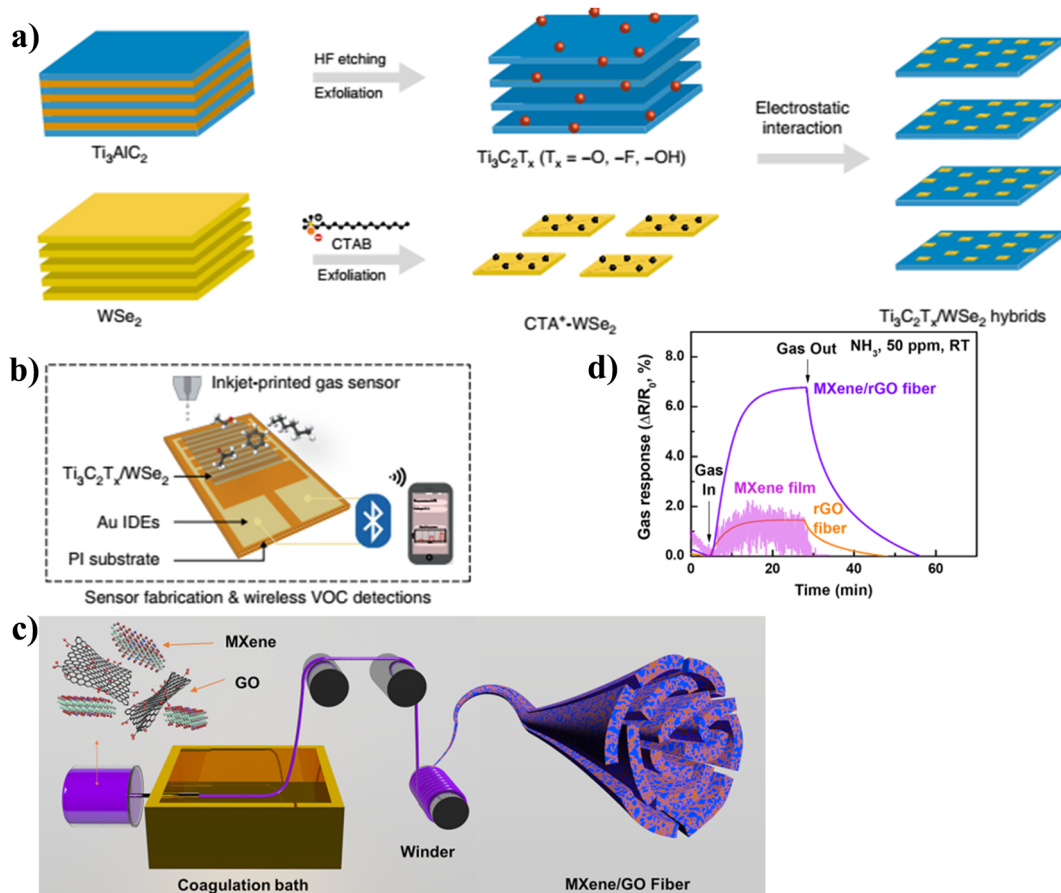 a)
HF etching
Exfoliation
Ti₃AlC₂
Ti₃C₂Tₓ (Tₓ = –O, –F, –OH)
Electrostatic
interaction
CTAB
Exfoliation
WSe₂
CTA⁺-WSe₂
Ti₃C₂Tₓ/WSe₂ hybrids
b)
Inkjet-printed gas sensor
Ti₃C₂Tₓ/WSe₂
Au IDEs
PI substrate
Sensor fabrication & wireless VOC detections
d)
NH₃, 50 ppm, RT
Gas Out
MXene/rGO fiber
Gas
In
MXene film
rGO
fiber
Gas response (ΔR/R₀, %)
8.0
6.0
4.0
2.0
0.0
0
20
40
60
Time (min)
c)
MXene
GO
Winder
Coagulation bath
MXene/GO Fiber